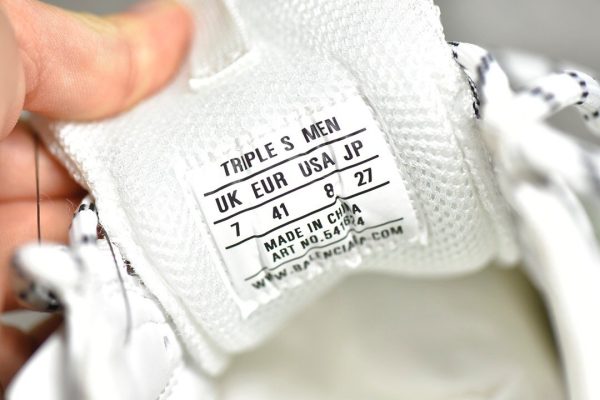 TRIPLE S MEN
UK EUR USA JP
7 41 8 27
MADE IN CHINA
ART NO.541624
WWW.BALENCIAGA.COM